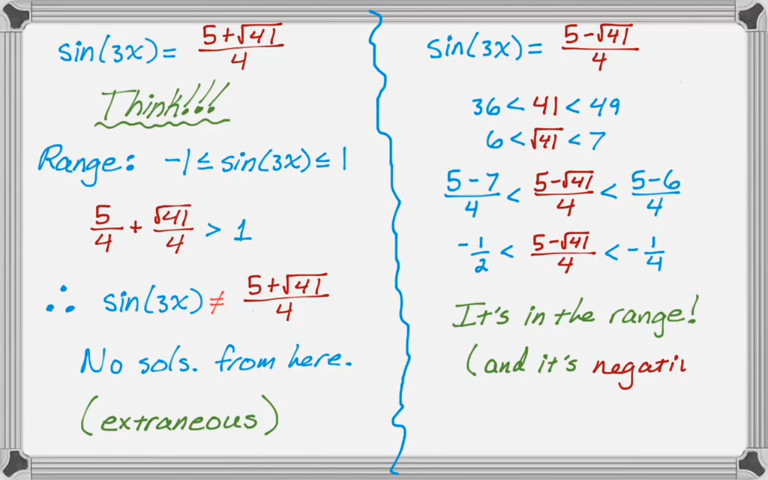 sin(3x) = (5+√41)/4
Think!!!
Range: -1 ≤ sin(3x) ≤ 1
5/4 + √41/4 > 1
∴ sin(3x) ≠ (5+√41)/4
No sols. from here.
(extraneous)
sin(3x) = (5-√41)/4
36 < 41 < 49
6 < √41 < 7
(5-7)/4 < (5-√41)/4 < (5-6)/4
-1/2 < (5-√41)/4 < -1/4
It's in the range!
(and it's negati